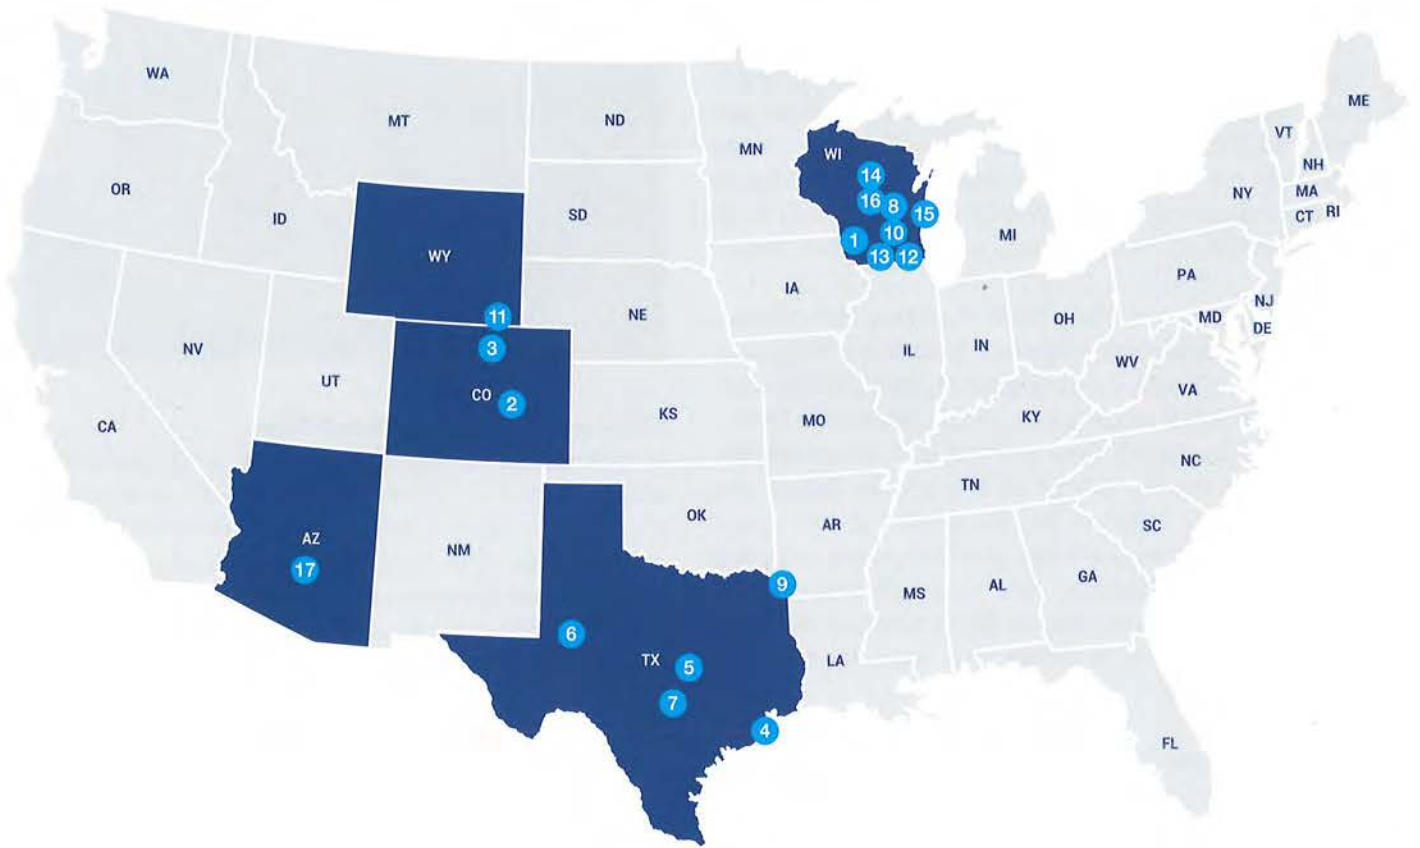 WA
MT
ND
MN
ME
VT
NH
OR
ID
SD
WI
14
16
8
15
NY
MA
CT
RI
WY
1
10
13
12
MI
IA
PA
11
NE
NJ
MD
DE
NV
3
UT
CO
2
IL
IN
OH
WV
VA
CA
KS
MO
KY
NC
TN
AZ
17
NM
OK
AR
SC
9
MS
AL
GA
6
TX
5
7
4
LA
FL